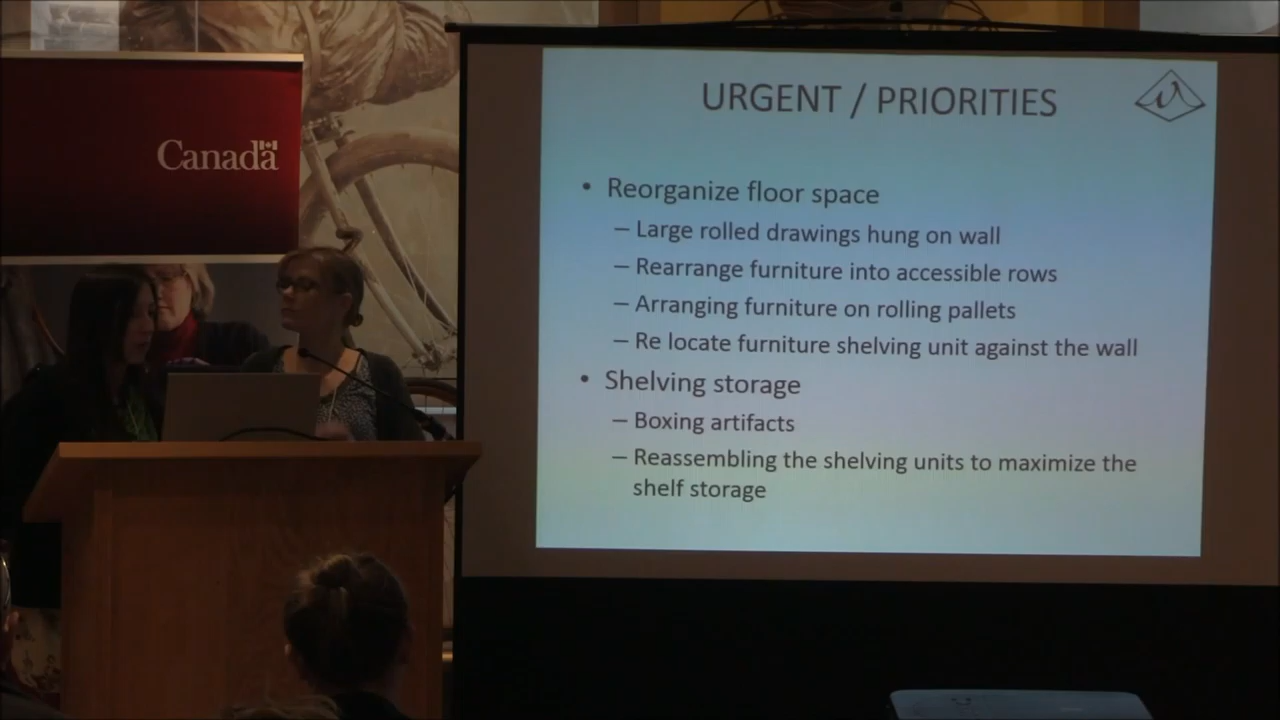 Canada
URGENT / PRIORITIES
• Reorganize floor space
– Large rolled drawings hung on wall
– Rearrange furniture into accessible rows
– Arranging furniture on rolling pallets
– Re locate furniture shelving unit against the wall
• Shelving storage
– Boxing artifacts
– Reassembling the shelving units to maximize the
shelf storage